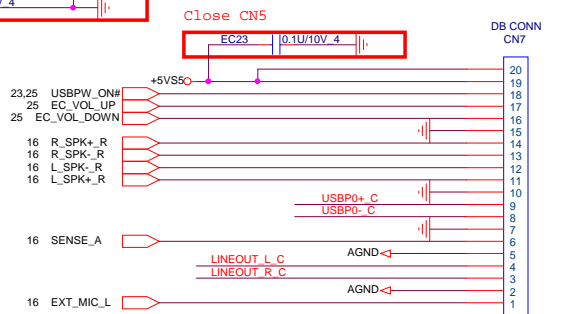 _4
Close CN5
DB CONN
CN7
EC23 0.1U/10V_4
20
+5VS5 19
23,25 USBPW_ON# 18
25 EC_VOL_UP 17
25 EC_VOL_DOWN 16
15
16 R_SPK+_R 14
16 R_SPK-_R 13
16 L_SPK-_R 12
16 L_SPK+_R 11
10
USBP0+_C 9
USBP0-_C 8
7
16 SENSE_A 6
AGND 5
LINEOUT_L_C 4
LINEOUT_R_C 3
AGND 2
16 EXT_MIC_L 1